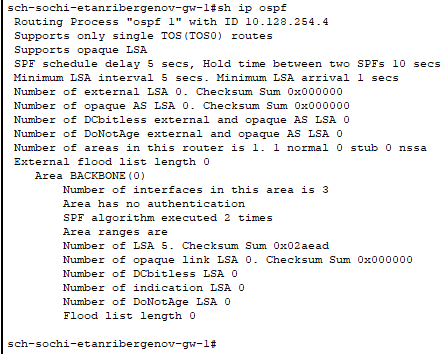 sch-sochi-etanribergenov-gw-1#sh ip ospf
Routing Process "ospf 1" with ID 10.128.254.4
Supports only single TOS(TOS0) routes
Supports opaque LSA
SPF schedule delay 5 secs, Hold time between two SPFs 10 secs
Minimum LSA interval 5 secs. Minimum LSA arrival 1 secs
Number of external LSA 0. Checksum Sum 0x000000
Number of opaque AS LSA 0. Checksum Sum 0x000000
Number of DCbitless external and opaque AS LSA 0
Number of DoNotAge external and opaque AS LSA 0
Number of areas in this router is 1. 1 normal 0 stub 0 nssa
External flood list length 0
Area BACKBONE(0)
Number of interfaces in this area is 3
Area has no authentication
SPF algorithm executed 2 times
Area ranges are
Number of LSA 5. Checksum Sum 0x02aead
Number of opaque link LSA 0. Checksum Sum 0x000000
Number of DCbitless LSA 0
Number of indication LSA 0
Number of DoNotAge LSA 0
Flood list length 0
sch-sochi-etanribergenov-gw-1#